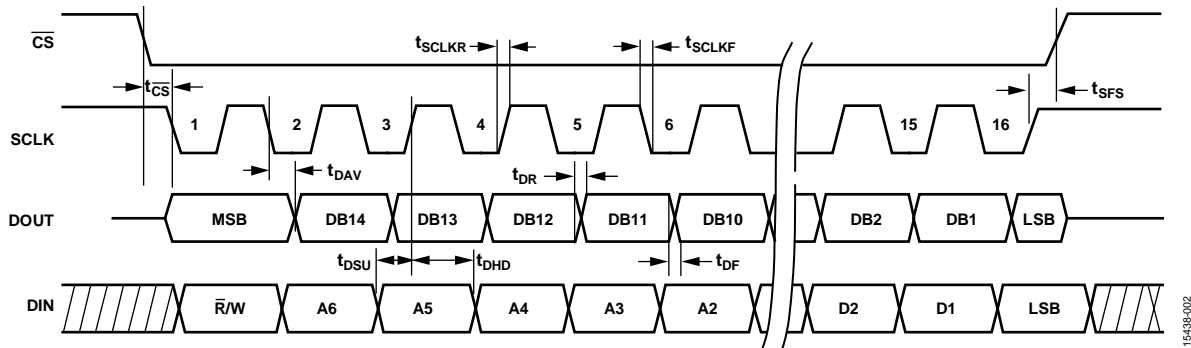 CS
tSCLKR
tSCLKF
tCS
tSFS
SCLK
1 2 3 4 5 6 15 16
tDAV
tDR
DOUT
MSB DB14 DB13 DB12 DB11 DB10 DB2 DB1 LSB
tDSU
tDHD
tDF
DIN
R/W A6 A5 A4 A3 A2 D2 D1 LSB
15438-002